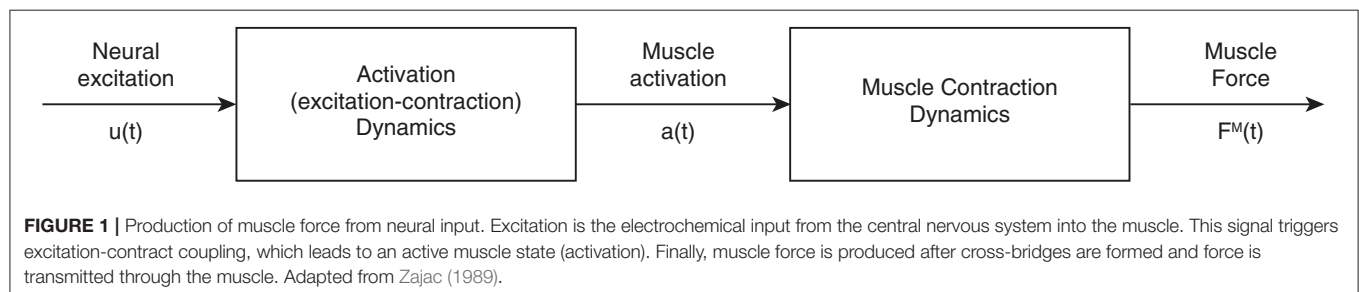 Neural
excitation
u(t)
Activation
(excitation-contraction)
Dynamics
Muscle
activation
a(t)
Muscle Contraction
Dynamics
Muscle
Force
Fᴹ(t)
FIGURE 1 | Production of muscle force from neural input. Excitation is the electrochemical input from the central nervous system into the muscle. This signal triggers
excitation-contract coupling, which leads to an active muscle state (activation). Finally, muscle force is produced after cross-bridges are formed and force is
transmitted through the muscle. Adapted from Zajac (1989).